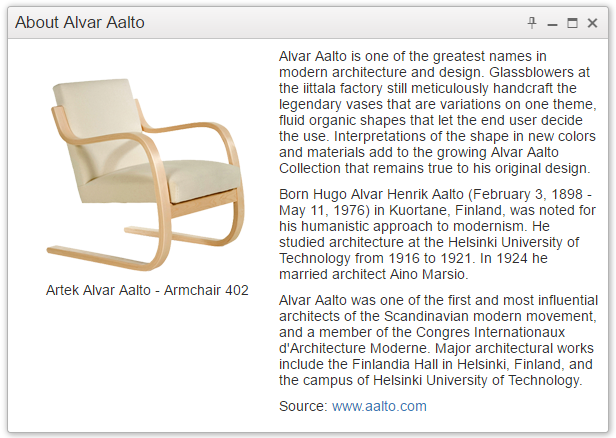 About Alvar Aalto
Artek Alvar Aalto - Armchair 402
Alvar Aalto is one of the greatest names in
modern architecture and design. Glassblowers at
the iittala factory still meticulously handcraft the
legendary vases that are variations on one theme,
fluid organic shapes that let the end user decide
the use. Interpretations of the shape in new colors
and materials add to the growing Alvar Aalto
Collection that remains true to his original design.
Born Hugo Alvar Henrik Aalto (February 3, 1898 -
May 11, 1976) in Kuortane, Finland, was noted for
his humanistic approach to modernism. He
studied architecture at the Helsinki University of
Technology from 1916 to 1921. In 1924 he
married architect Aino Marsio.
Alvar Aalto was one of the first and most influential
architects of the Scandinavian modern movement,
and a member of the Congres Internationaux
d'Architecture Moderne. Major architectural works
include the Finlandia Hall in Helsinki, Finland, and
the campus of Helsinki University of Technology.
Source: www.aalto.com